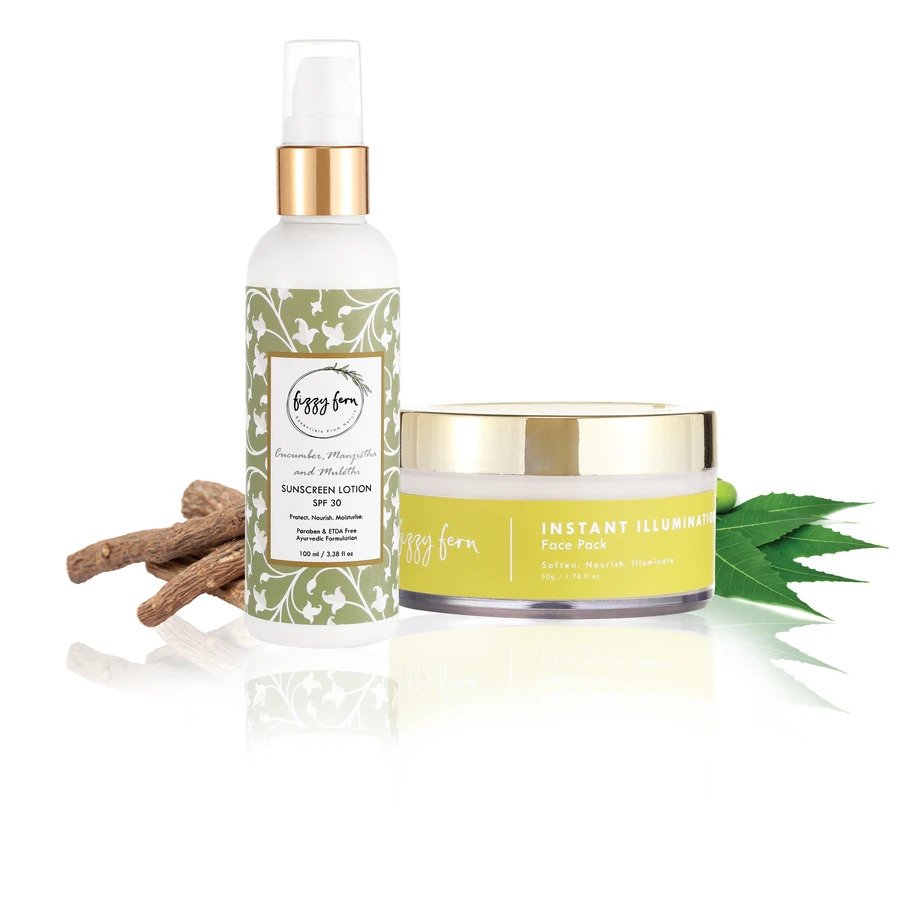 fizzy fern
Essentials From Nature
Cucumber, Manjistha
and Mulethi
SUNSCREEN LOTION
SPF 30
Protect. Nourish. Moisturise.
Paraben & ETDA Free
Ayurvedic Formulation
100 ml / 3.38 fl oz
fizzy fern
INSTANT ILLUMINATION
Face Pack
Soften. Nourish. Illuminate
50g / 1.76 fl oz